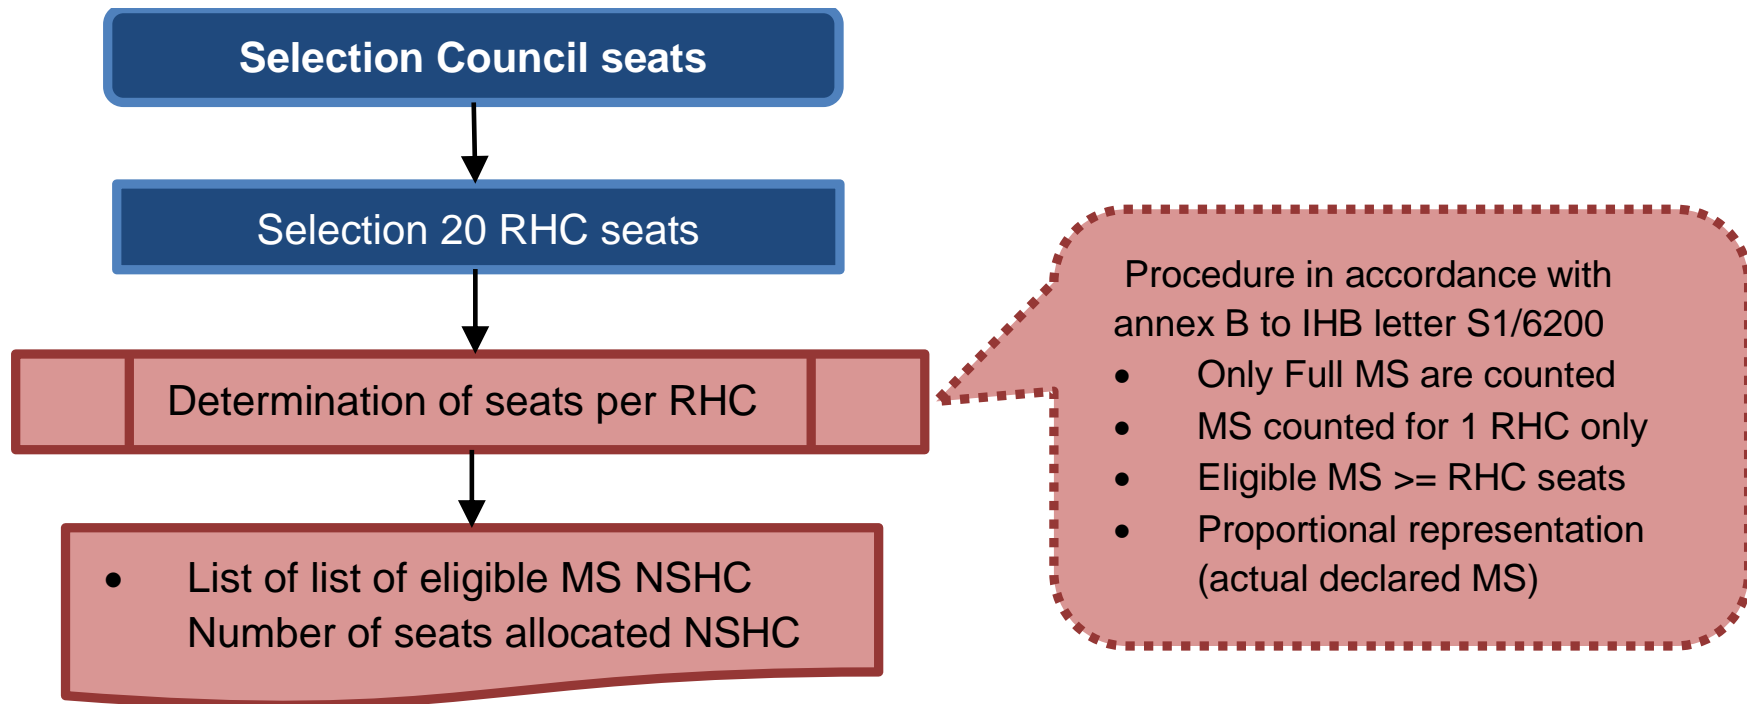 Selection Council seats
Selection 20 RHC seats
Determination of seats per RHC
• List of list of eligible MS NSHC
Number of seats allocated NSHC
Procedure in accordance with
annex B to IHB letter S1/6200
• Only Full MS are counted
• MS counted for 1 RHC only
• Eligible MS >= RHC seats
• Proportional representation
(actual declared MS)